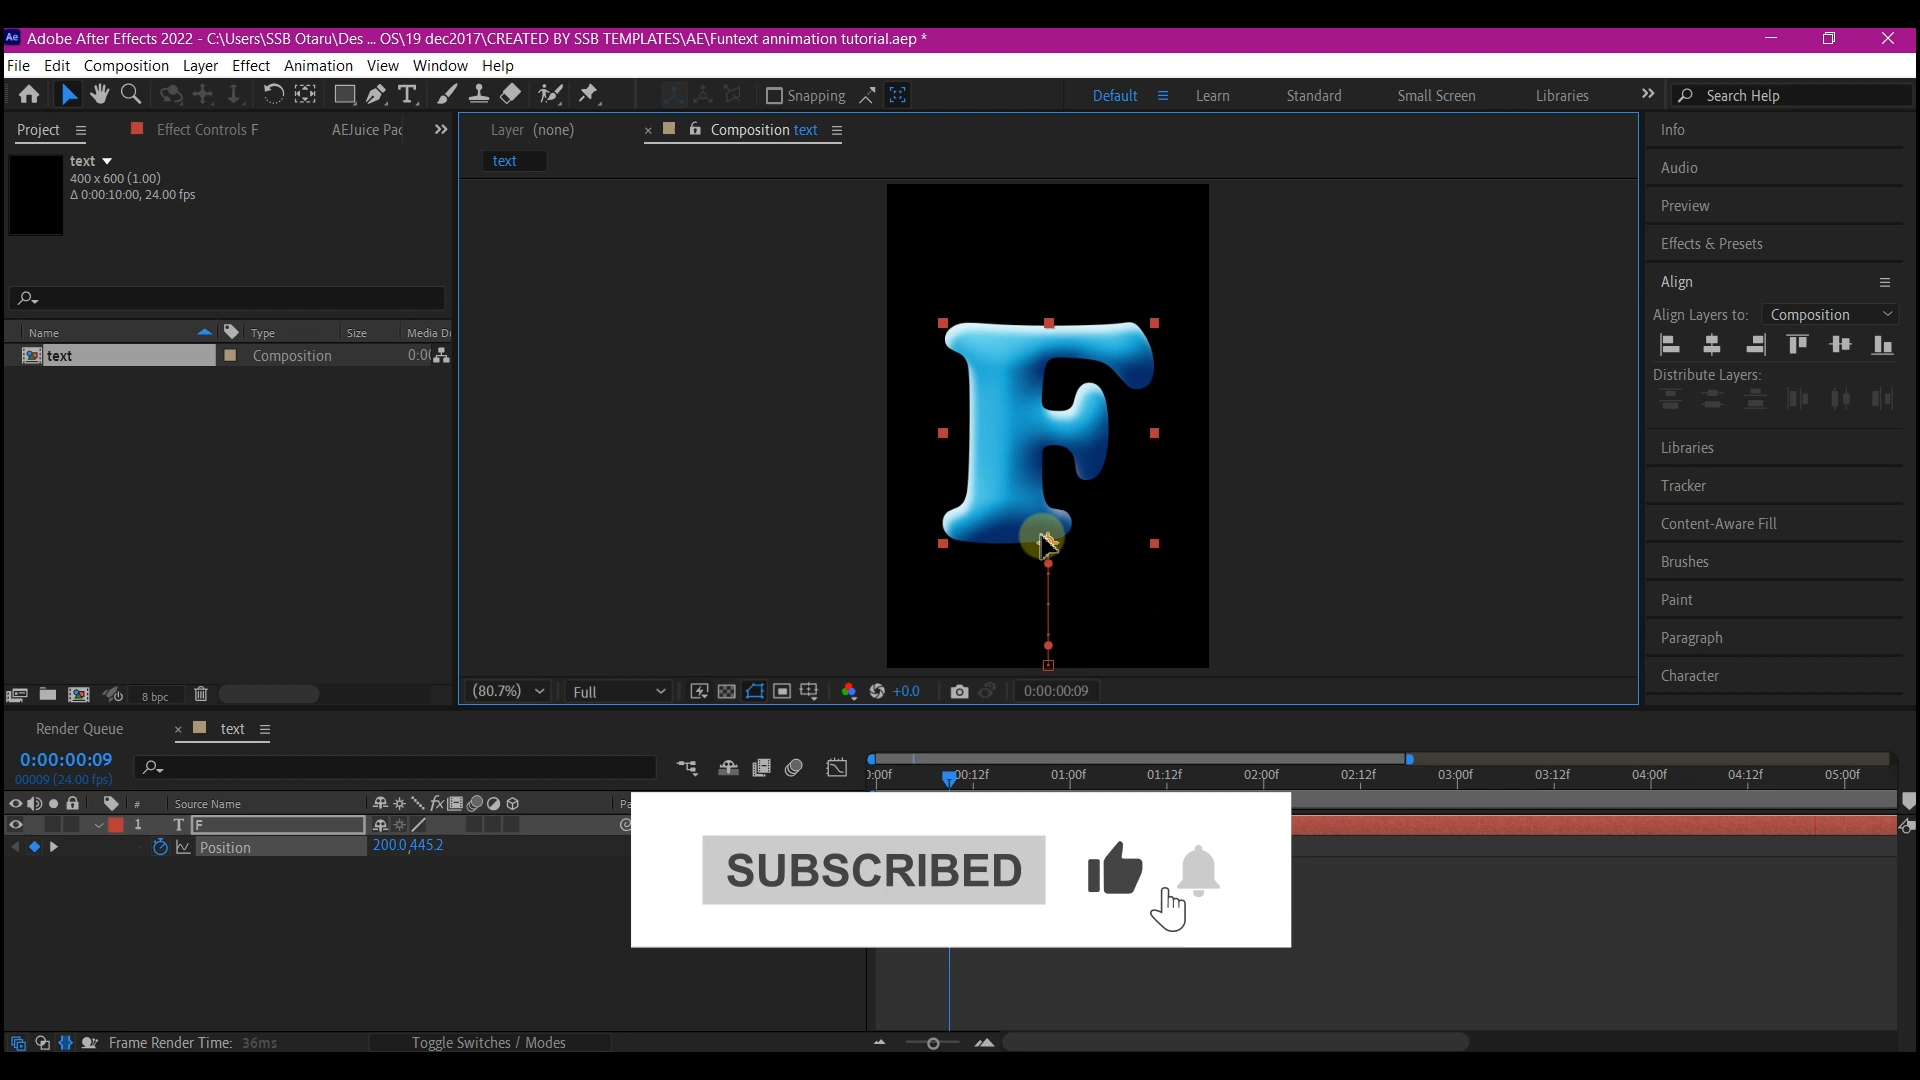 Ae Adobe After Effects 2022 - C:\Users\SSB Otaru\Des ... OS\19 dec2017\CREATED BY SSB TEMPLATES\AE\Funtext annimation tutorial.aep *
File Edit Composition Layer Effect Animation View Window Help
Snapping Default Learn Standard Small Screen Libraries Search Help
Project Effect Controls F AEJuice Pac Layer (none) Composition text Info
text
400 x 600 (1.00)
Δ 0:00:10:00, 24.00 fps
text
Audio
Preview
Effects & Presets
Align
Align Layers to: Composition
Distribute Layers:
Libraries
Tracker
Content-Aware Fill
Brushes
Paint
Paragraph
Character
Name Type Size Media Du
text Composition 0:00
F
8 bpc
(80.7%) Full +0.0 0:00:00:09
Render Queue text
0:00:00:09
00009 (24.00 fps)
:00f 00:12f 01:00f 01:12f 02:00f 02:12f 03:00f 03:12f 04:00f 04:12f 05:00f
# Source Name Pa
1 T F
Position 200.0,445.2
SUBSCRIBED
Frame Render Time: 36ms Toggle Switches / Modes